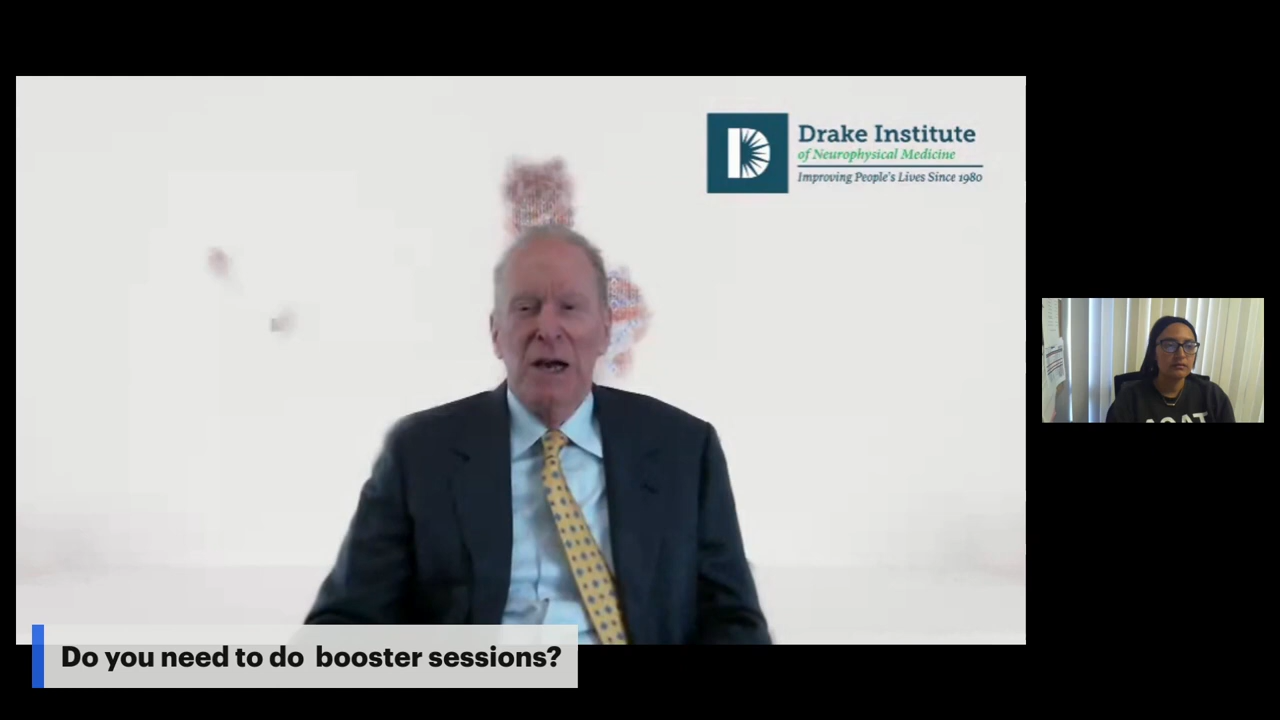 Drake Institute
of Neurophysical Medicine
Improving People's Lives Since 1980
Do you need to do booster sessions?